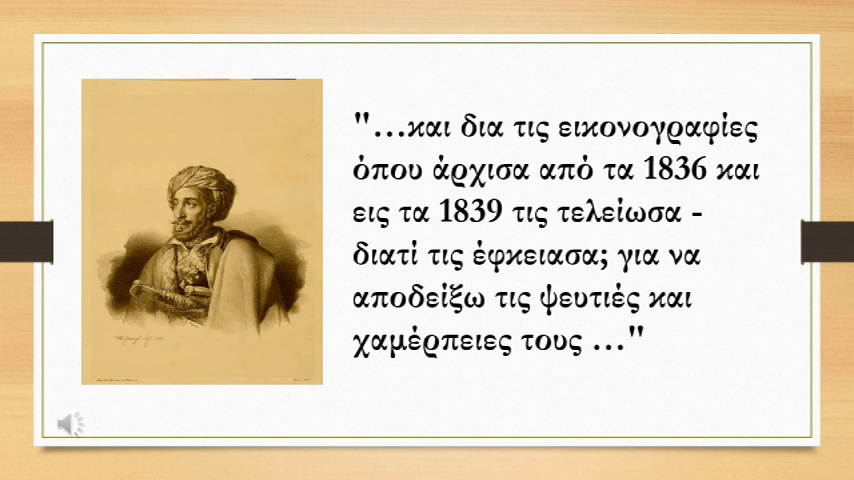 "…και δια τις εικονογραφίες
όπου άρχισα από τα 1836 και
εις τα 1839 τις τελείωσα -
διατί τις έφκειασα; για να
αποδείξω τις ψευτιές και
χαμέρπειες τους …"